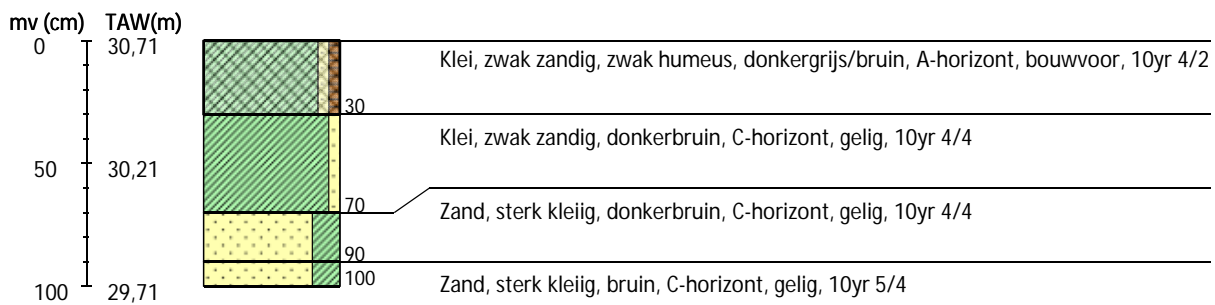 mv (cm) TAW(m)
0 30,71
Klei, zwak zandig, zwak humeus, donkergrijs/bruin, A-horizont, bouwvoor, 10yr 4/2
30
Klei, zwak zandig, donkerbruin, C-horizont, gelig, 10yr 4/4
50 30,21
70
Zand, sterk kleiig, donkerbruin, C-horizont, gelig, 10yr 4/4
90
100
Zand, sterk kleiig, bruin, C-horizont, gelig, 10yr 5/4
100 29,71